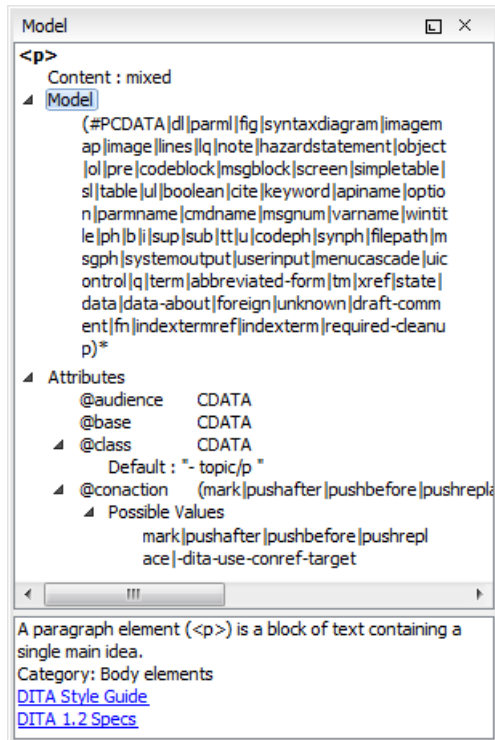 Model
<p>
Content : mixed
Model
(#PCDATA|dl|parml|fig|syntaxdiagram|imagem
ap|image|lines|lq|note|hazardstatement|object
|ol|pre|codeblock|msgblock|screen|simpletable|
sl|table|ul|boolean|cite|keyword|apiname|optio
n|parmname|cmdname|msgnum|varname|wintit
le|ph|b|i|sup|sub|tt|u|codeph|synph|filepath|m
sgph|systemoutput|userinput|menucascade|uic
ontrol|q|term|abbreviated-form|tm|xref|state|
data|data-about|foreign|unknown|draft-comm
ent|fn|indextermref|indexterm|required-cleanu
p)*
Attributes
@audience CDATA
@base CDATA
@class CDATA
Default : "- topic/p "
@conaction (mark|pushafter|pushbefore|pushrepla
Possible Values
mark|pushafter|pushbefore|pushrepl
ace|-dita-use-conref-target
A paragraph element (<p>) is a block of text containing a
single main idea.
Category: Body elements
DITA Style Guide
DITA 1.2 Specs